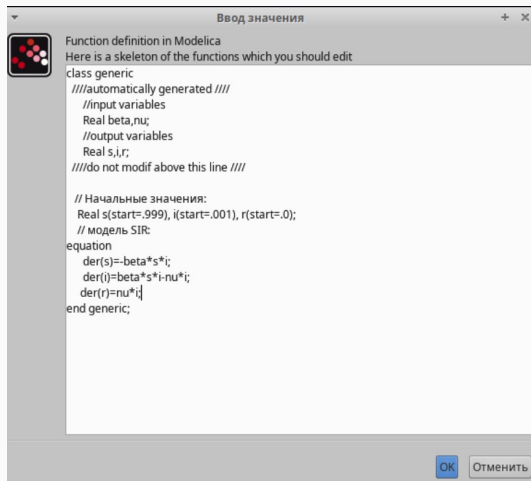 Ввод значения
Function definition in Modelica
Here is a skeleton of the functions which you should edit
class generic
////automatically generated ////
//input variables
Real beta,nu;
//output variables
Real s,i,r;
////do not modif above this line ////
// Начальные значения:
Real s(start=.999), i(start=.001), r(start=.0);
// модель SIR:
equation
der(s)=-beta*s*i;
der(i)=beta*s*i-nu*i;
der(r)=nu*i;
end generic;
OK Отменить